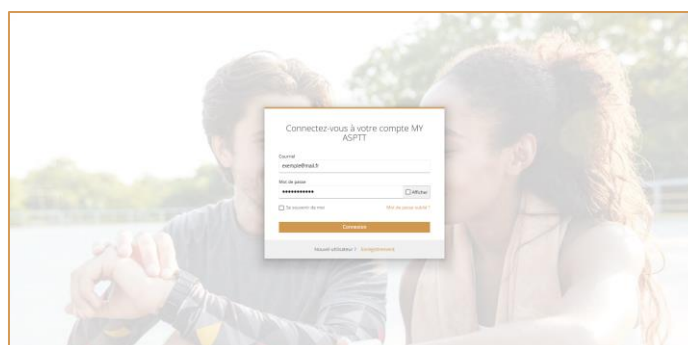 Connectez-vous à votre compte MY
ASPTT
Courriel
exemple@mail.fr
Mot de passe
Afficher
Se souvenir de moi
Mot de passe oublié ?
Connexion
Nouvel utilisateur ? Enregistrement